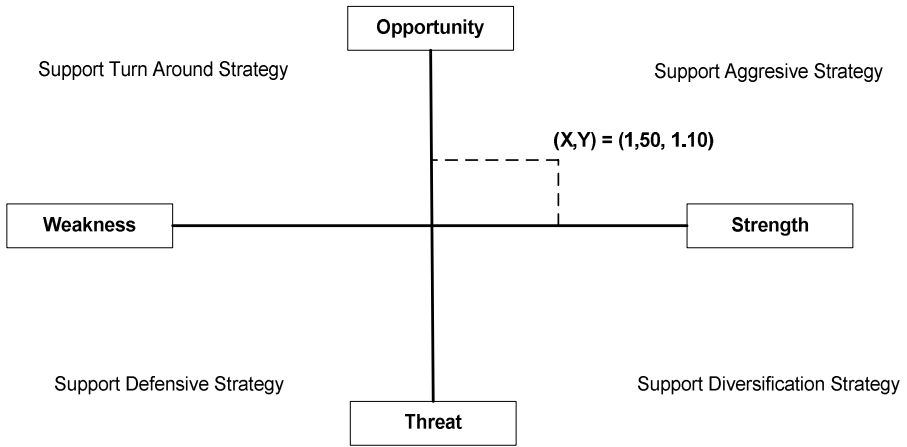 Opportunity
Support Turn Around Strategy
Support Aggresive Strategy
(X,Y) = (1,50, 1.10)
Weakness
Strength
Support Defensive Strategy
Support Diversification Strategy
Threat